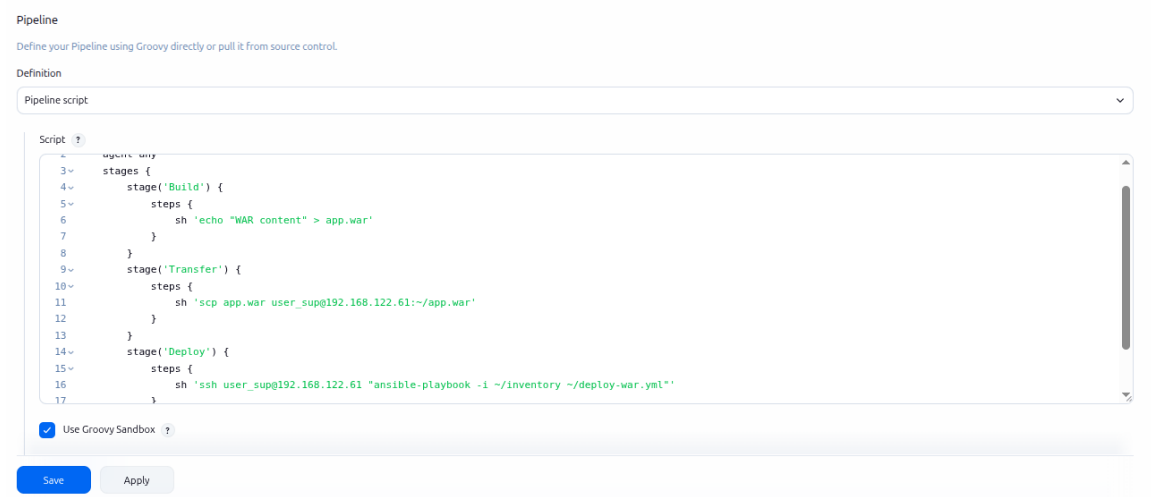 Pipeline
Define your Pipeline using Groovy directly or pull it from source control.
Definition
Pipeline script
Script ?
2 agent any
3 stages {
4 stage('Build') {
5 steps {
6 sh 'echo "WAR content" > app.war'
7 }
8 }
9 stage('Transfer') {
10 steps {
11 sh 'scp app.war user_sup@192.168.122.61:~/app.war'
12 }
13 }
14 stage('Deploy') {
15 steps {
16 sh 'ssh user_sup@192.168.122.61 "ansible-playbook -i ~/inventory ~/deploy-war.yml"'
17 }
Use Groovy Sandbox ?
Save Apply